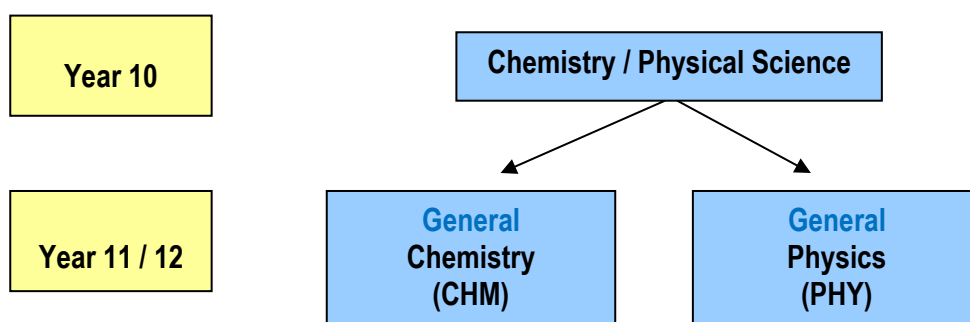 Year 10
Chemistry / Physical Science
Year 11 / 12
General
Chemistry
(CHM)
General
Physics
(PHY)